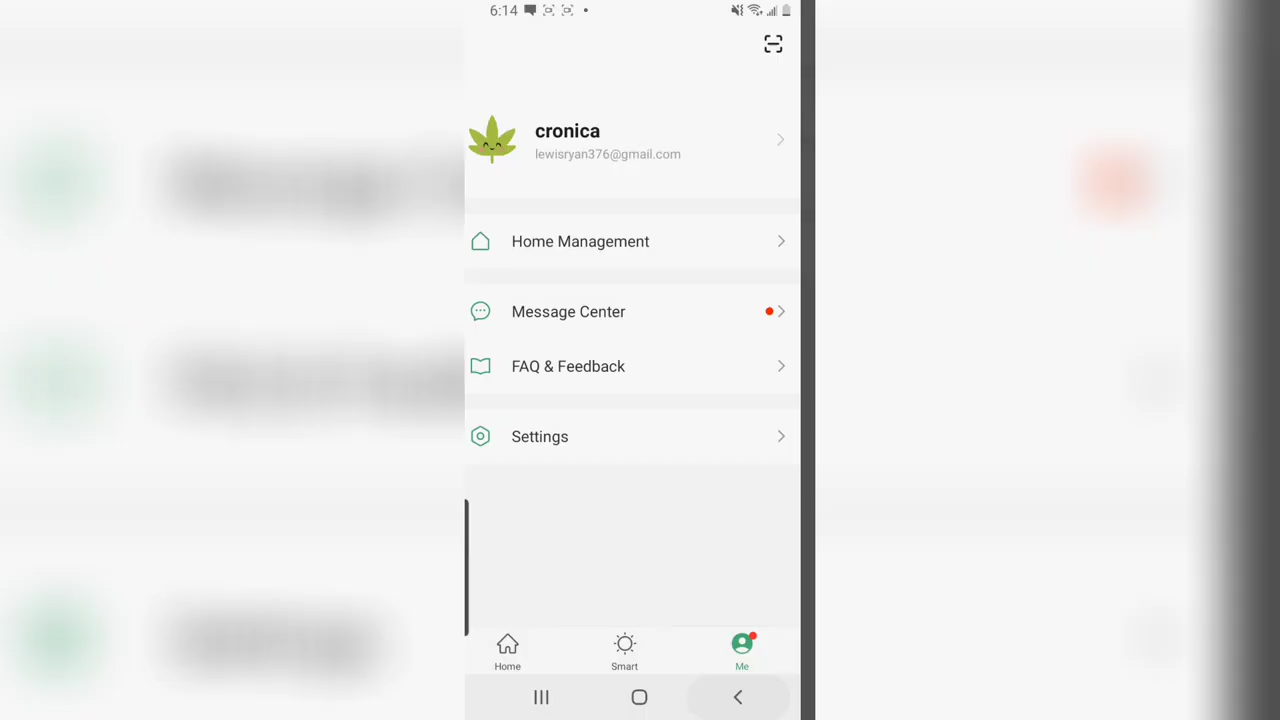 6:14
cronica
lewisryan376@gmail.com
Home Management
Message Center
FAQ & Feedback
Settings
Home
Smart
Me